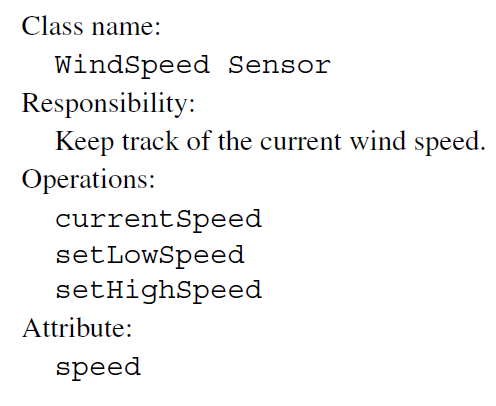 Class name:
WindSpeed Sensor
Responsibility:
Keep track of the current wind speed.
Operations:
currentSpeed
setLowSpeed
setHighSpeed
Attribute:
speed